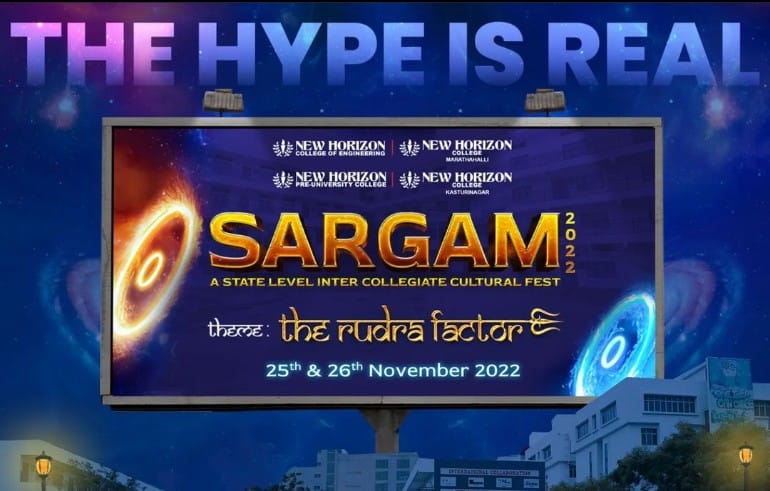 THE HYPE IS REAL
NEW HORIZON
COLLEGE OF ENGINEERING
NEW HORIZON
COLLEGE
MARATHAHALLI
NEW HORIZON
PRE-UNIVERSITY COLLEGE
NEW HORIZON
COLLEGE
KASTURINAGAR
SARGAM 2022
A STATE LEVEL INTER COLLEGIATE CULTURAL FEST
theme: the rudra factor
25th & 26th November 2022
INTERNATIONAL COLLABORATION